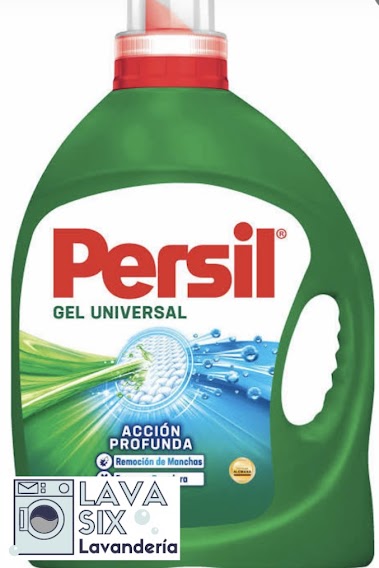 Persil®
GEL UNIVERSAL
ACCIÓN
PROFUNDA
Remoción de Manchas
LAVA
SIX
Lavandería